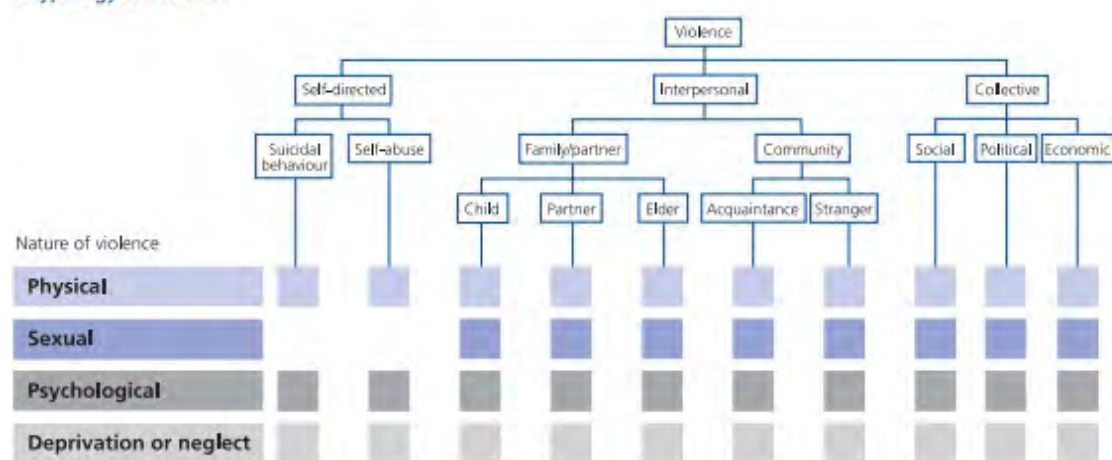 Violence
Self-directed
Interpersonal
Collective
Suicidal
behaviour
Self-abuse
Family/partner
Community
Social
Political
Economic
Child
Partner
Elder
Acquaintance
Stranger
Nature of violence
Physical
Sexual
Psychological
Deprivation or neglect